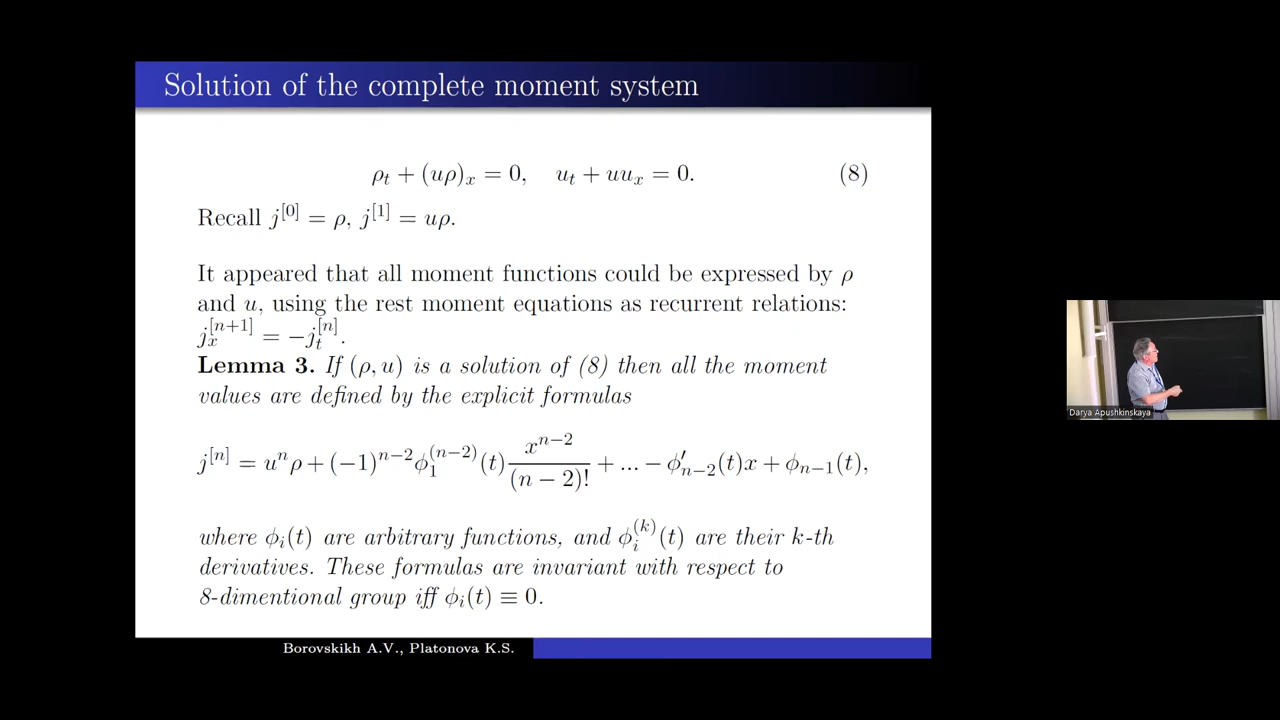 Solution of the complete moment system
ρ_t + (uρ)_x = 0,   u_t + uu_x = 0.   (8)
Recall j^{[0]} = ρ, j^{[1]} = uρ.
It appeared that all moment functions could be expressed by ρ
and u, using the rest moment equations as recurrent relations:
j_x^{[n+1]} = −j_t^{[n]}.
Lemma 3. If (ρ, u) is a solution of (8) then all the moment
values are defined by the explicit formulas
j^{[n]} = u^n ρ + (−1)^{n−2} ϕ_1^{(n−2)}(t) \frac{x^{n−2}}{(n−2)!} + ... − ϕ'_{n−2}(t)x + ϕ_{n−1}(t),
where ϕ_i(t) are arbitrary functions, and ϕ_i^{(k)}(t) are their k-th
derivatives. These formulas are invariant with respect to
8-dimentional group iff ϕ_i(t) ≡ 0.
Borovskikh A.V., Platonova K.S.
Darya Apushkinskaya